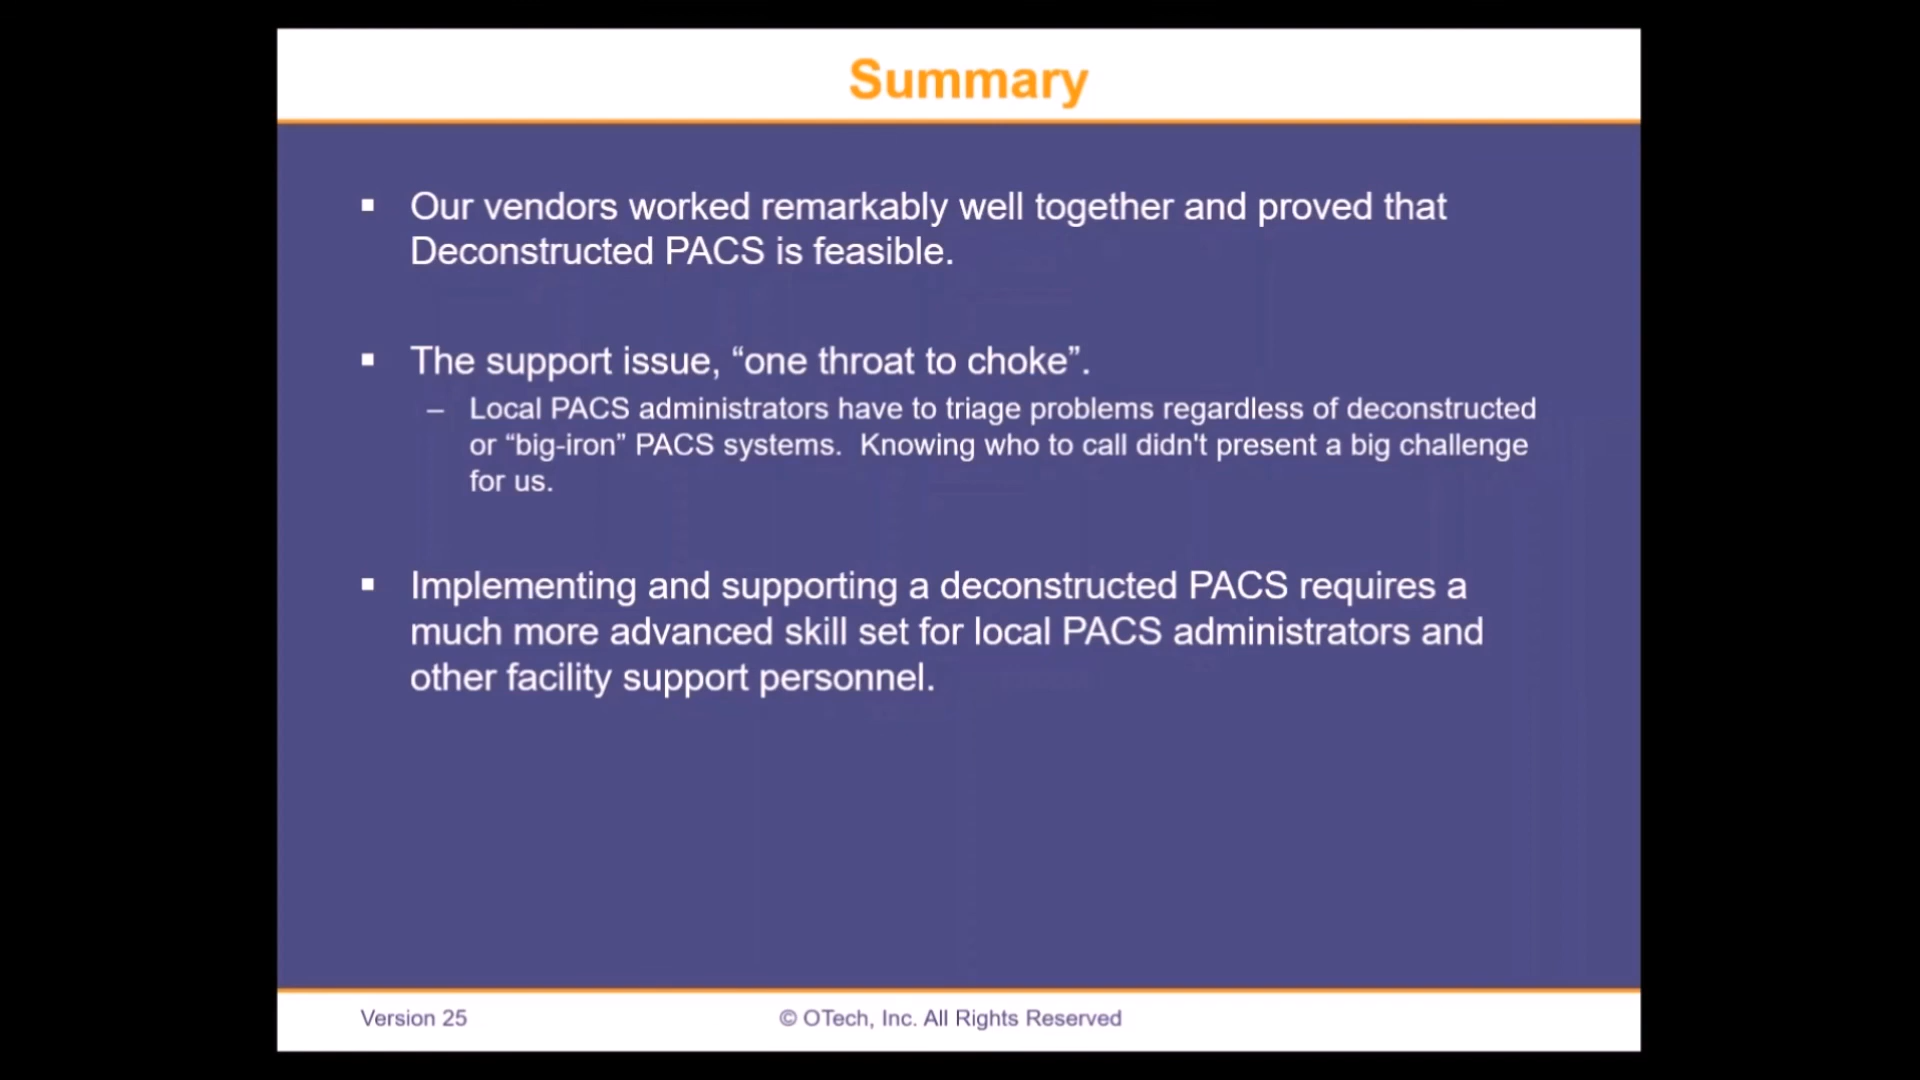 Summary
▪ Our vendors worked remarkably well together and proved that
Deconstructed PACS is feasible.
▪ The support issue, “one throat to choke”.
– Local PACS administrators have to triage problems regardless of deconstructed
or “big-iron” PACS systems.  Knowing who to call didn't present a big challenge
for us.
▪ Implementing and supporting a deconstructed PACS requires a
much more advanced skill set for local PACS administrators and
other facility support personnel.
Version 25
© OTech, Inc. All Rights Reserved